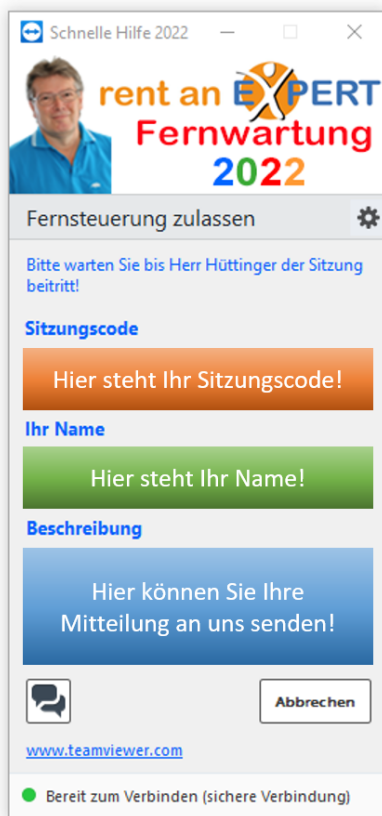 Schnelle Hilfe 2022
rent an EXPERT
Fernwartung
2022
Fernsteuerung zulassen
Bitte warten Sie bis Herr Hüttinger der Sitzung
beitritt!
Sitzungscode
Hier steht Ihr Sitzungscode!
Ihr Name
Hier steht Ihr Name!
Beschreibung
Hier können Sie Ihre
Mitteilung an uns senden!
Abbrechen
www.teamviewer.com
Bereit zum Verbinden (sichere Verbindung)